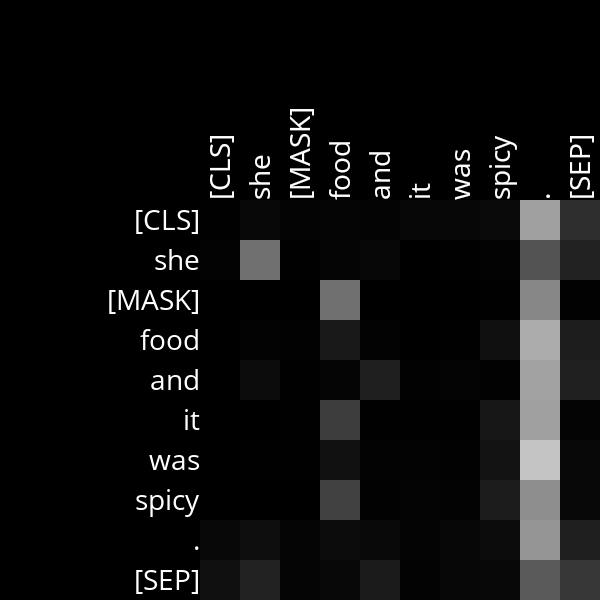 [CLS] she [MASK] food and it was spicy . [SEP]
[CLS]
she
[MASK]
food
and
it
was
spicy
.
[SEP]